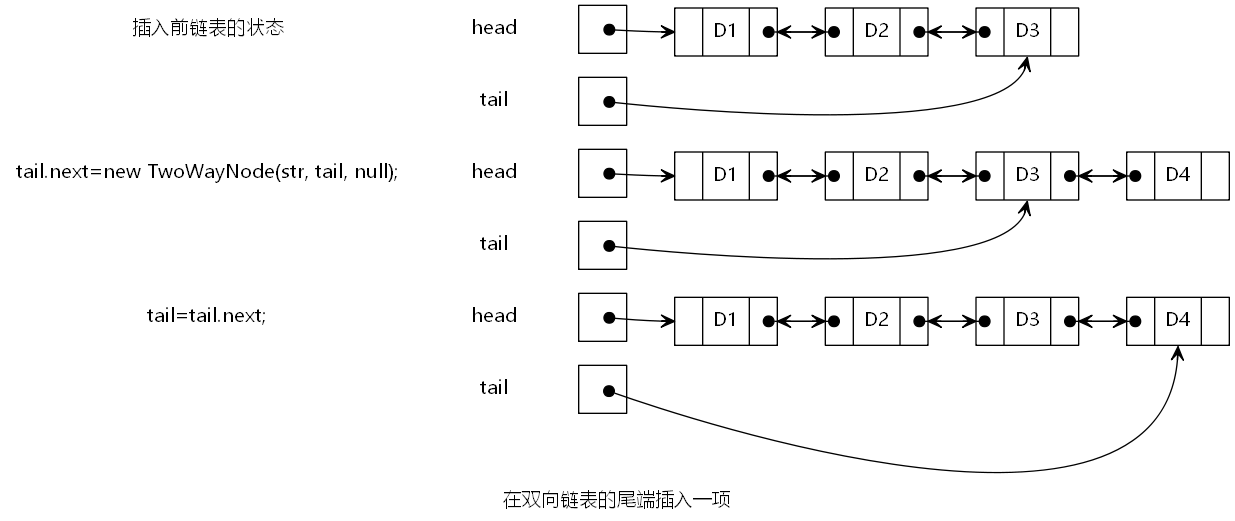 插入前链表的状态
head
D1 D2 D3
tail
tail.next=new TwoWayNode(str, tail, null);
head
D1 D2 D3 D4
tail
tail=tail.next;
head
D1 D2 D3 D4
tail
在双向链表的尾端插入一项